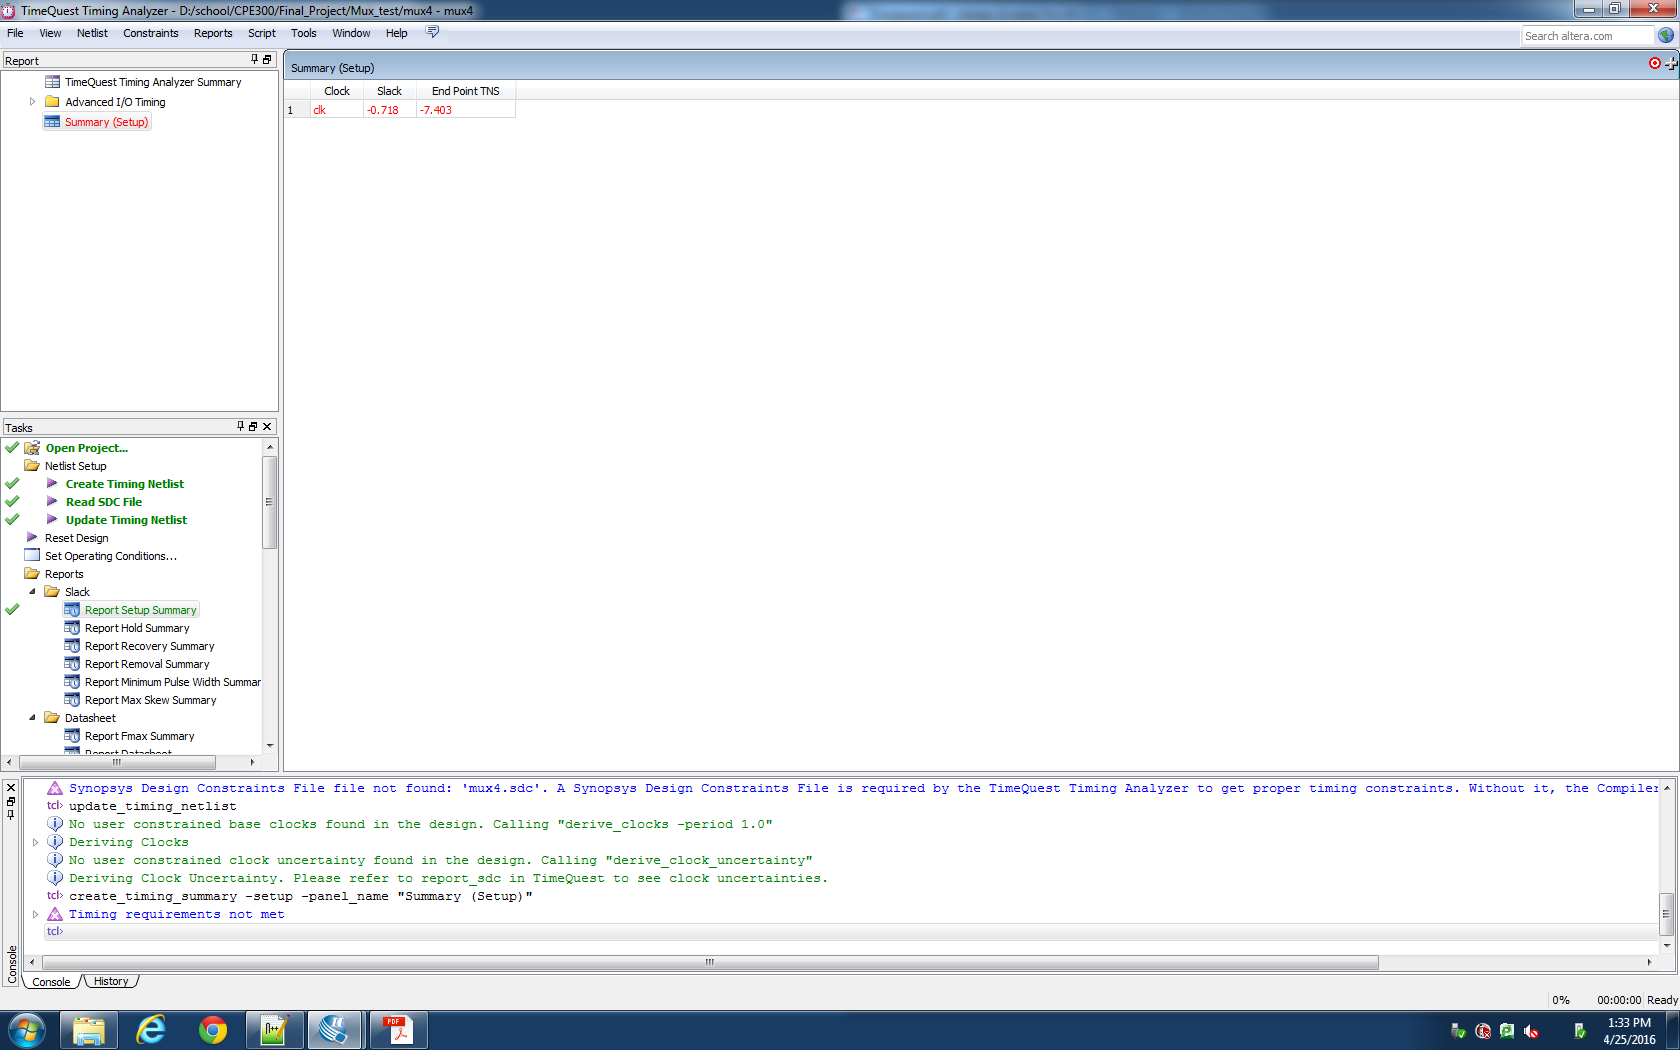 TimeQuest Timing Analyzer - D:/school/CPE300/Final_Project/Mux_test/mux4 - mux4
File View Netlist Constraints Reports Script Tools Window Help
Search altera.com
Report
TimeQuest Timing Analyzer Summary
Advanced I/O Timing
Summary (Setup)
Summary (Setup)
Clock Slack End Point TNS
1 clk -0.718 -7.403
Tasks
Open Project...
Netlist Setup
Create Timing Netlist
Read SDC File
Update Timing Netlist
Reset Design
Set Operating Conditions...
Reports
Slack
Report Setup Summary
Report Hold Summary
Report Recovery Summary
Report Removal Summary
Report Minimum Pulse Width Summar
Report Max Skew Summary
Datasheet
Report Fmax Summary
Report Datasheet
Synopsys Design Constraints File file not found: 'mux4.sdc'. A Synopsys Design Constraints File is required by the TimeQuest Timing Analyzer to get proper timing constraints. Without it, the Compiler
tcl> update_timing_netlist
No user constrained base clocks found in the design. Calling "derive_clocks -period 1.0"
Deriving Clocks
No user constrained clock uncertainty found in the design. Calling "derive_clock_uncertainty"
Deriving Clock Uncertainty. Please refer to report_sdc in TimeQuest to see clock uncertainties.
tcl> create_timing_summary -setup -panel_name "Summary (Setup)"
Timing requirements not met
tcl>
Console
Console History
0% 00:00:00 Ready
N++
PDF
1:33 PM
4/25/2016